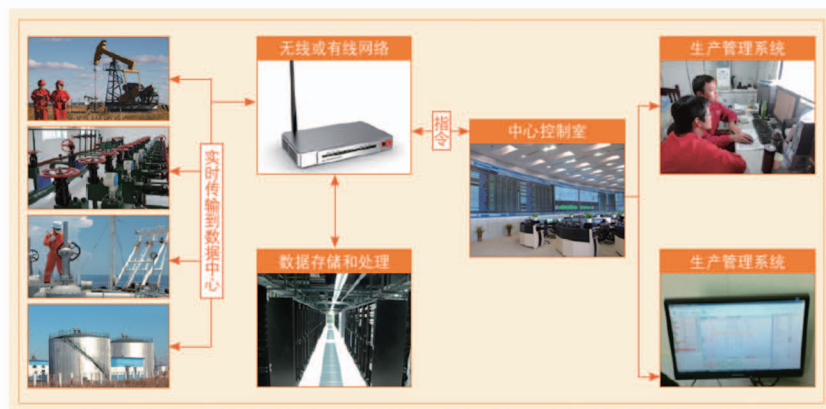 无线或有线网络
生产管理系统
指令
中心控制室
实时传输到数据中心
数据存储和处理
生产管理系统